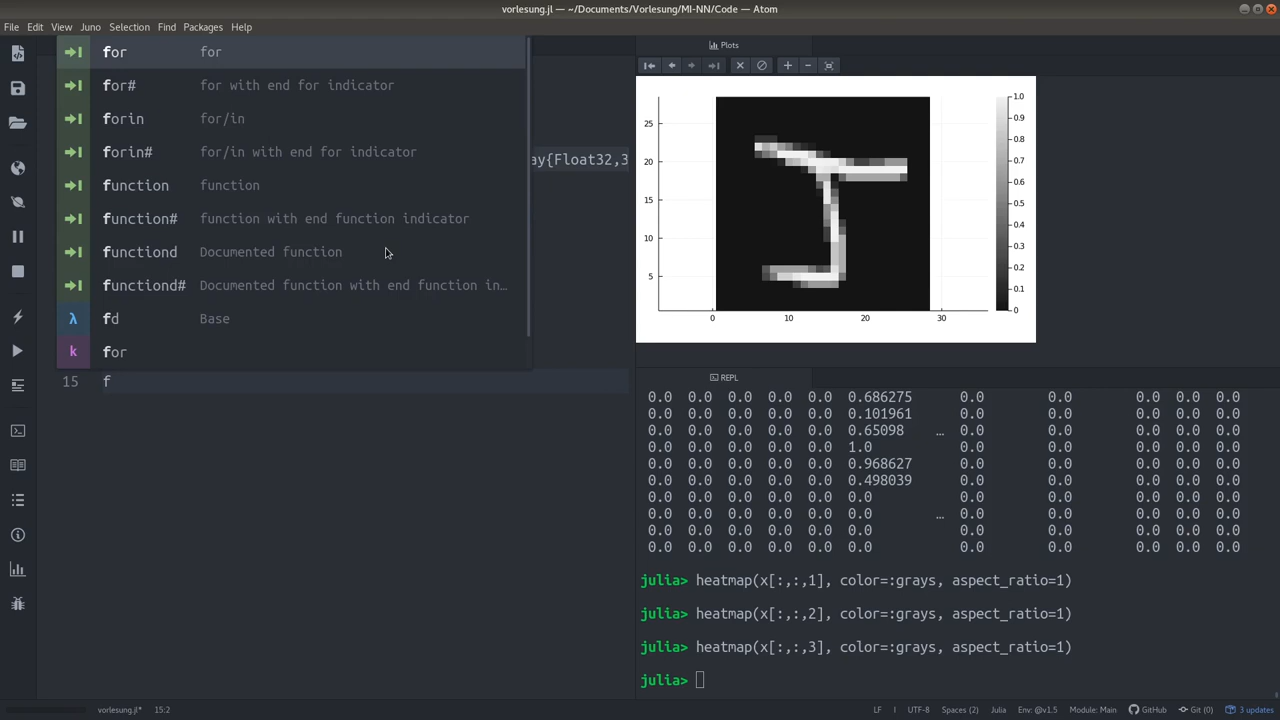 vorlesung.jl — ~/Documents/Vorlesung/MI-NN/Code — Atom
File Edit View Juno Selection Find Packages Help
for for
for# for with end for indicator
forin for/in
forin# for/in with end for indicator
function function
function# function with end function indicator
functiond Documented function
functiond# Documented function with end function in…
λ fd Base
k for
ay{Float32,3
15 f
Plots
25
20
15
10
5
0 10 20 30
1.0
0.9
0.8
0.7
0.6
0.5
0.4
0.3
0.2
0.1
0
REPL
0.0 0.0 0.0 0.0 0.0 0.686275 0.0 0.0 0.0 0.0 0.0
0.0 0.0 0.0 0.0 0.0 0.101961 0.0 0.0 0.0 0.0 0.0
0.0 0.0 0.0 0.0 0.0 0.65098 … 0.0 0.0 0.0 0.0 0.0
0.0 0.0 0.0 0.0 0.0 1.0 0.0 0.0 0.0 0.0 0.0
0.0 0.0 0.0 0.0 0.0 0.968627 0.0 0.0 0.0 0.0 0.0
0.0 0.0 0.0 0.0 0.0 0.498039 0.0 0.0 0.0 0.0 0.0
0.0 0.0 0.0 0.0 0.0 0.0 0.0 0.0 0.0 0.0 0.0
0.0 0.0 0.0 0.0 0.0 0.0 … 0.0 0.0 0.0 0.0 0.0
0.0 0.0 0.0 0.0 0.0 0.0 0.0 0.0 0.0 0.0 0.0
0.0 0.0 0.0 0.0 0.0 0.0 0.0 0.0 0.0 0.0 0.0
julia> heatmap(x[:,:,1], color=:grays, aspect_ratio=1)
julia> heatmap(x[:,:,2], color=:grays, aspect_ratio=1)
julia> heatmap(x[:,:,3], color=:grays, aspect_ratio=1)
julia>
vorlesung.jl* 15:2 LF I UTF-8 Spaces (2) Julia Env: @v1.5 Module: Main GitHub Git (0) 3 updates